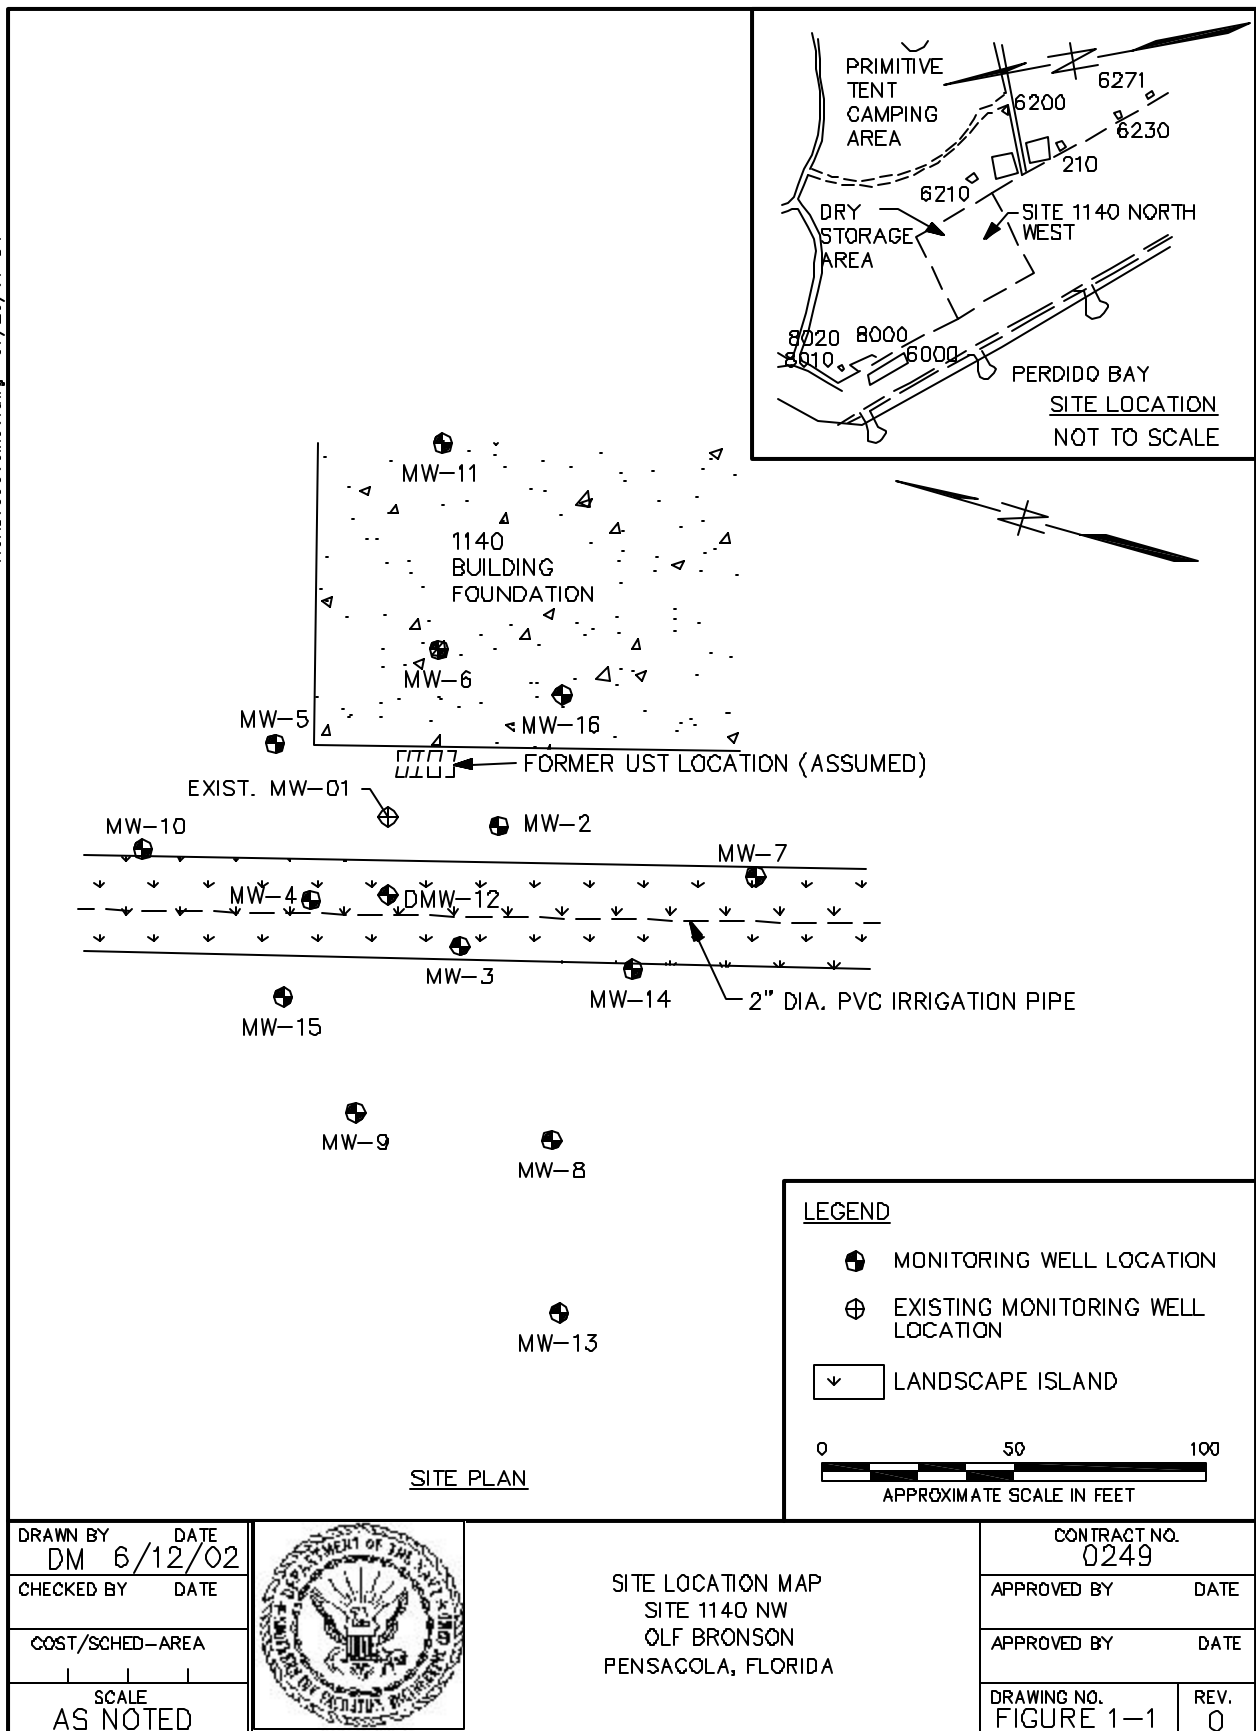 PRIMITIVE
TENT
CAMPING
AREA
6271
6200
6230
210
6210
DRY
STORAGE
AREA
SITE 1140 NORTH
WEST
8020
8000
8010
6000
PERDIDO BAY
SITE LOCATION
NOT TO SCALE
MW-11
1140
BUILDING
FOUNDATION
MW-6
MW-16
MW-5
FORMER UST LOCATION (ASSUMED)
EXIST. MW-01
MW-2
MW-10
MW-7
MW-4
DMW-12
MW-3
MW-14
2" DIA. PVC IRRIGATION PIPE
MW-15
MW-9
MW-8
MW-13
SITE PLAN
LEGEND
MONITORING WELL LOCATION
EXISTING MONITORING WELL
LOCATION
LANDSCAPE ISLAND
0 50 100
APPROXIMATE SCALE IN FEET
DRAWN BY DATE
DM 6/12/02
CHECKED BY DATE
COST/SCHED-AREA
SCALE
AS NOTED
DEPARTMENT OF THE NAVY
SITE LOCATION MAP
SITE 1140 NW
OLF BRONSON
PENSACOLA, FLORIDA
CONTRACT NO.
0249
APPROVED BY DATE
APPROVED BY DATE
DRAWING NO.
FIGURE 1-1
REV.
0